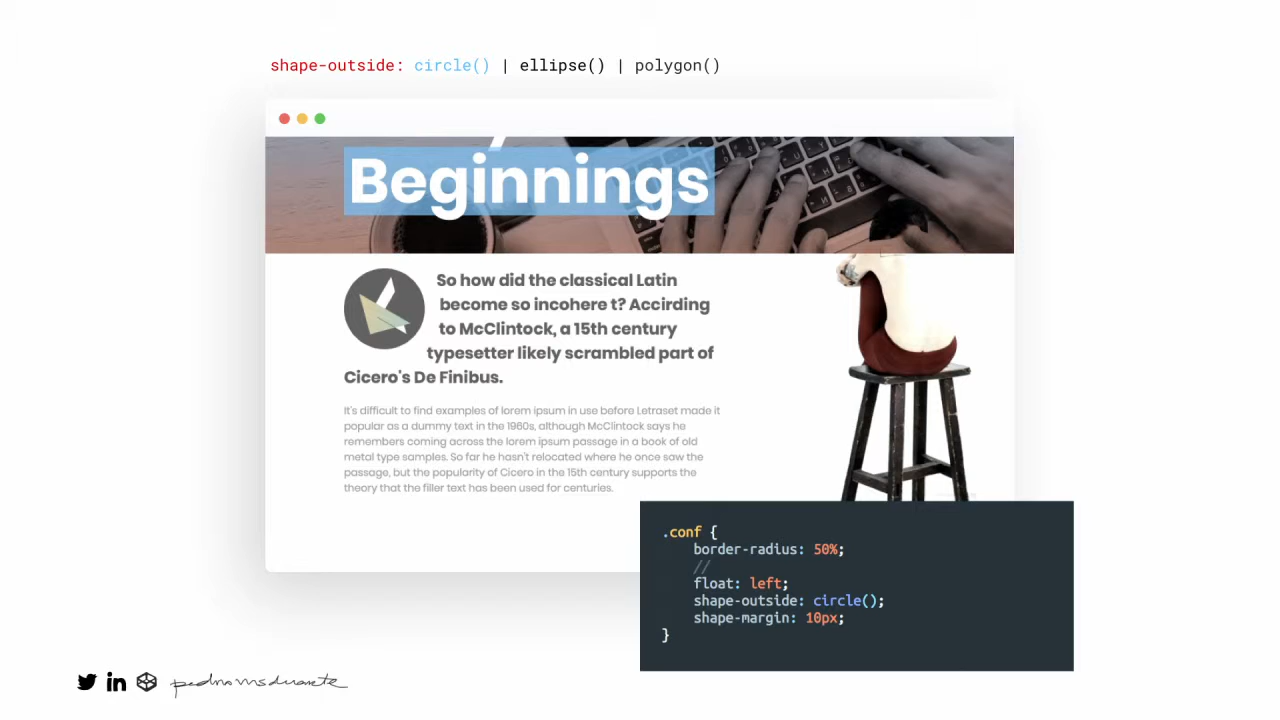 shape-outside: circle() | ellipse() | polygon()
Beginnings
So how did the classical Latin
become so incohere t? Accirding
to McClintock, a 15th century
typesetter likely scrambled part of
Cicero's De Finibus.
It's difficult to find examples of lorem ipsum in use before Letraset made it
popular as a dummy text in the 1960s, although McClintock says he
remembers coming across the lorem ipsum passage in a book of old
metal type samples. So far he hasn't relocated where he once saw the
passage, but the popularity of Cicero in the 15th century supports the
theory that the filler text has been used for centuries.
.conf {
border-radius: 50%;
//
float: left;
shape-outside: circle();
shape-margin: 10px;
}
pedromsduarte